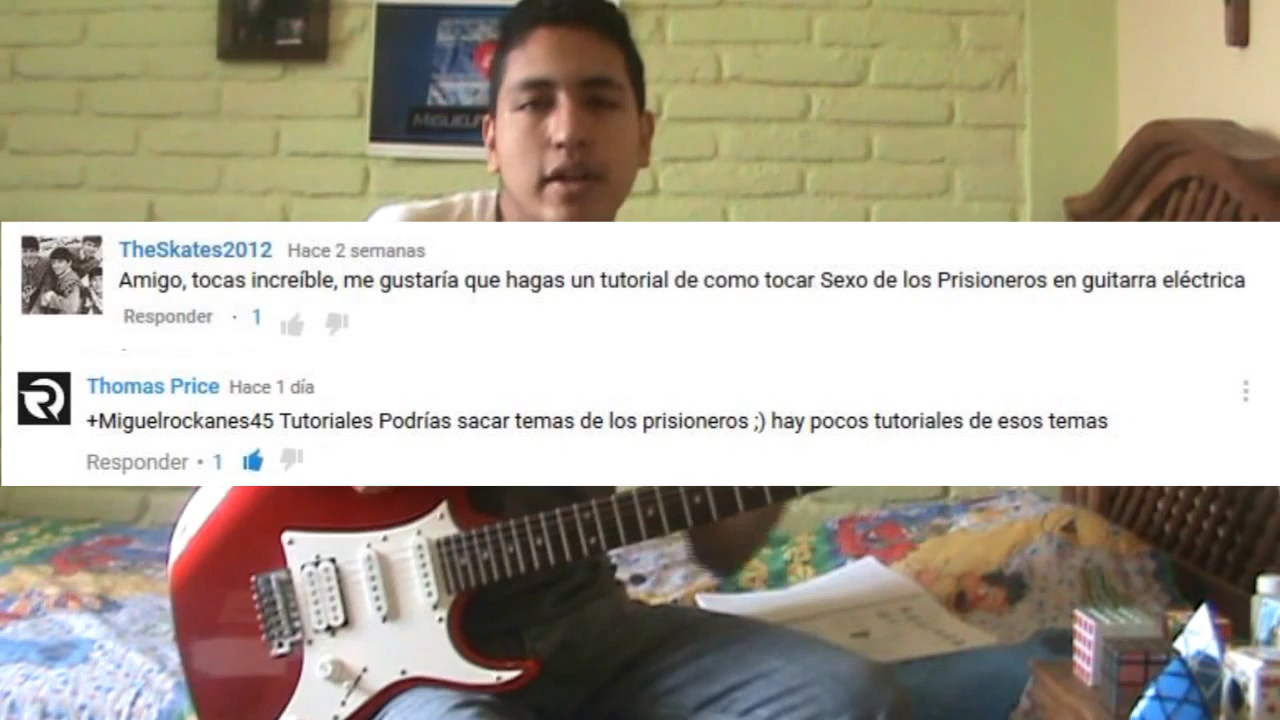 MIGUELR
TheSkates2012 Hace 2 semanas
Amigo, tocas increíble, me gustaría que hagas un tutorial de como tocar Sexo de los Prisioneros en guitarra eléctrica
Responder · 1
Thomas Price Hace 1 día
+Miguelrockanes45 Tutoriales Podrías sacar temas de los prisioneros ;) hay pocos tutoriales de esos temas
Responder • 1